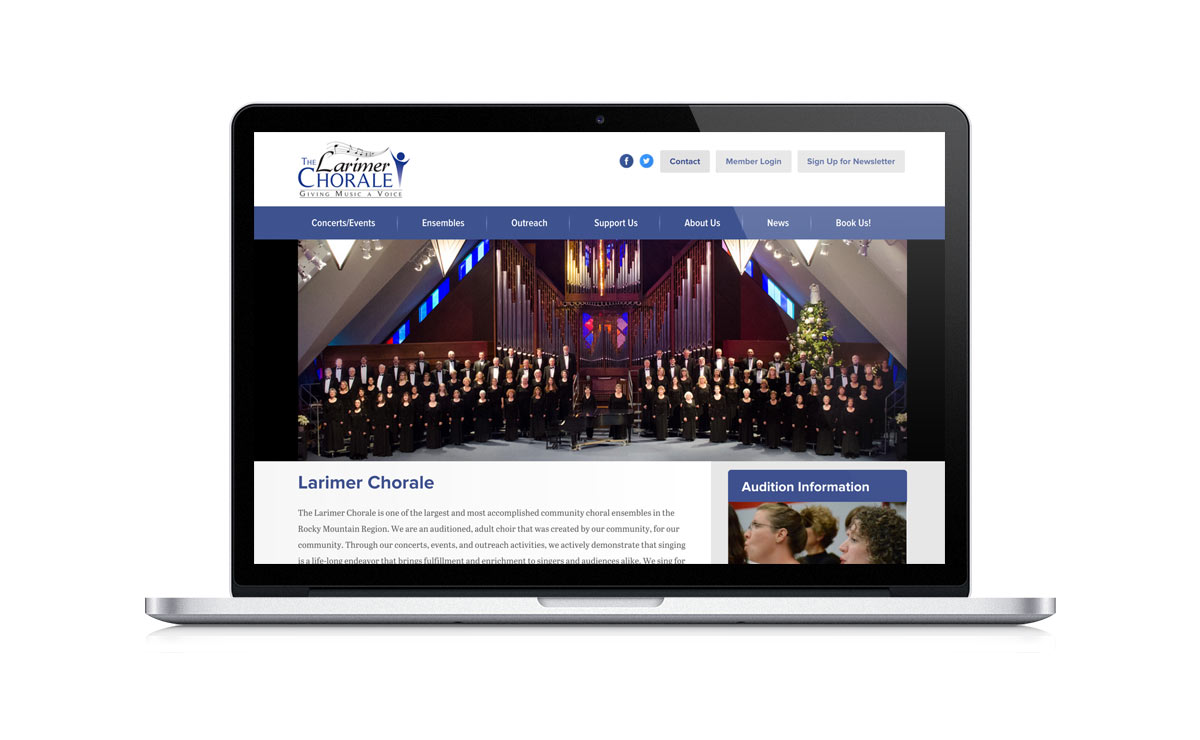 THE Larimer
CHORALE
GIVING MUSIC A VOICE
Contact
Member Login
Sign Up for Newsletter
Concerts/Events
Ensembles
Outreach
Support Us
About Us
News
Book Us!
Larimer Chorale
The Larimer Chorale is one of the largest and most accomplished community choral ensembles in the
Rocky Mountain Region. We are an auditioned, adult choir that was created by our community, for our
community. Through our concerts, events, and outreach activities, we actively demonstrate that singing
is a life-long endeavor that brings fulfillment and enrichment to singers and audiences alike. We sing for
Audition Information